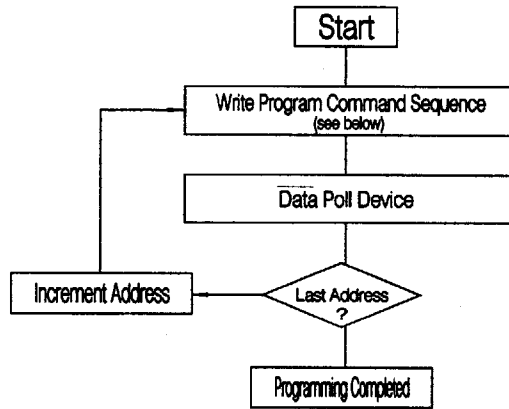 Start
Write Program Command Sequence
(see below)
Data Poll Device
Increment Address
Last Address
?
Programming Completed